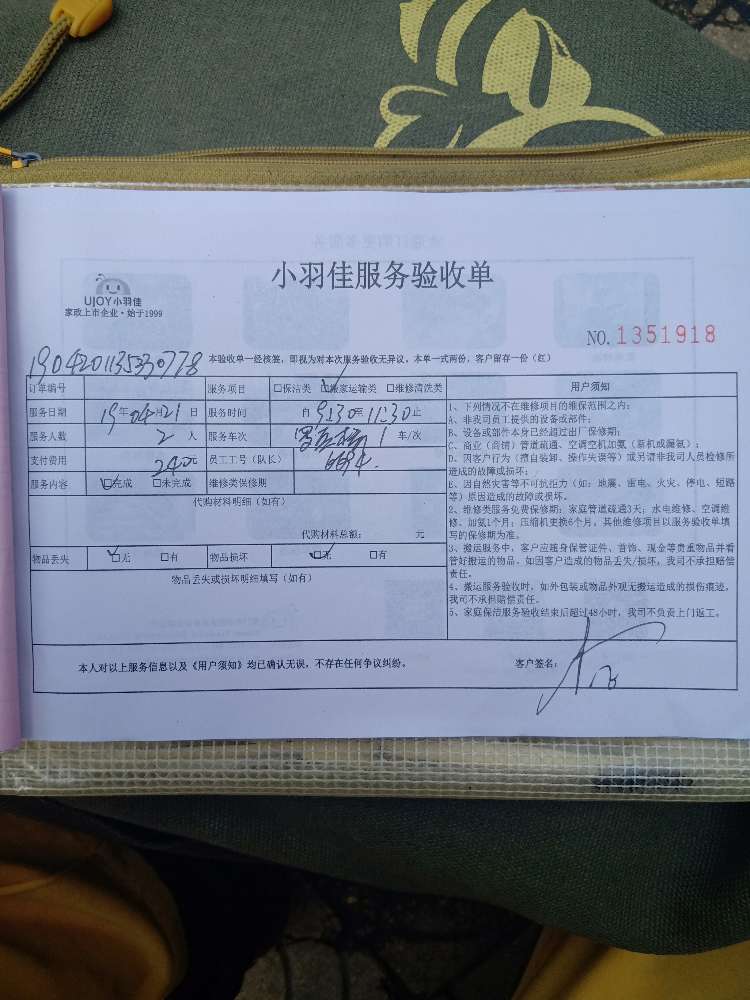 小羽佳服务验收单
UJOY小羽佳
家政上市企业·始于1999
NO.1351918
1904201135330778
本验收单一经核签，即视为对本次服务验收无异议。本单一式两份，客户留存一份（红）
订单编号 服务项目 □保洁类 ☑搬家运输类 □维修清洗类
服务日期 19年04月21日 服务时间 自9:30至11:30止
服务人数 2人 服务车次 1车/次
支付费用 240元 员工工号（队长） 664
服务内容 ☑完成 □未完成 维修类保修期
代购材料明细（如有）
代购材料总额： 元
物品丢失 ☑无 □有 物品损坏 ☑无 □有
物品丢失或损坏明细填写（如有）
用户须知
1、下列情况不在维修项目的维保范围之内：
A、非我司员工提供的设备或部件；
B、设备或部件本身已经超过出厂保修期；
C、商业（商铺）管道疏通、空调空机加氨（新机或漏氨）；
D、因客户行为（擅自装卸、操作失误等）或另请非我司人员检修所
造成的故障或损坏；
E、因自然灾害等不可抗拒力（如：地震、雷电、火灾、停电、短路
等）原因造成的故障或损坏。
2、维修类服务免费保修期：家庭管道疏通3天；水电维修、空调维
修、加氨1个月；压缩机更换6个月，其他维修项目以服务验收单填
写的保修期为准。
3、搬运服务中，客户应随身保管证件、首饰、现金等贵重物品并看
管好搬运的物品。如因客户造成的物品丢失/损坏，我司不承担赔偿
责任。
4、搬运服务验收时，如外包装或物品外观无搬运造成的损伤痕迹，
我司不承担赔偿责任。
5、家庭保洁服务验收结束后超过48小时，我司不负责上门返工。
本人对以上服务信息以及《用户须知》均已确认无误，不存在任何争议纠纷。 客户签名：